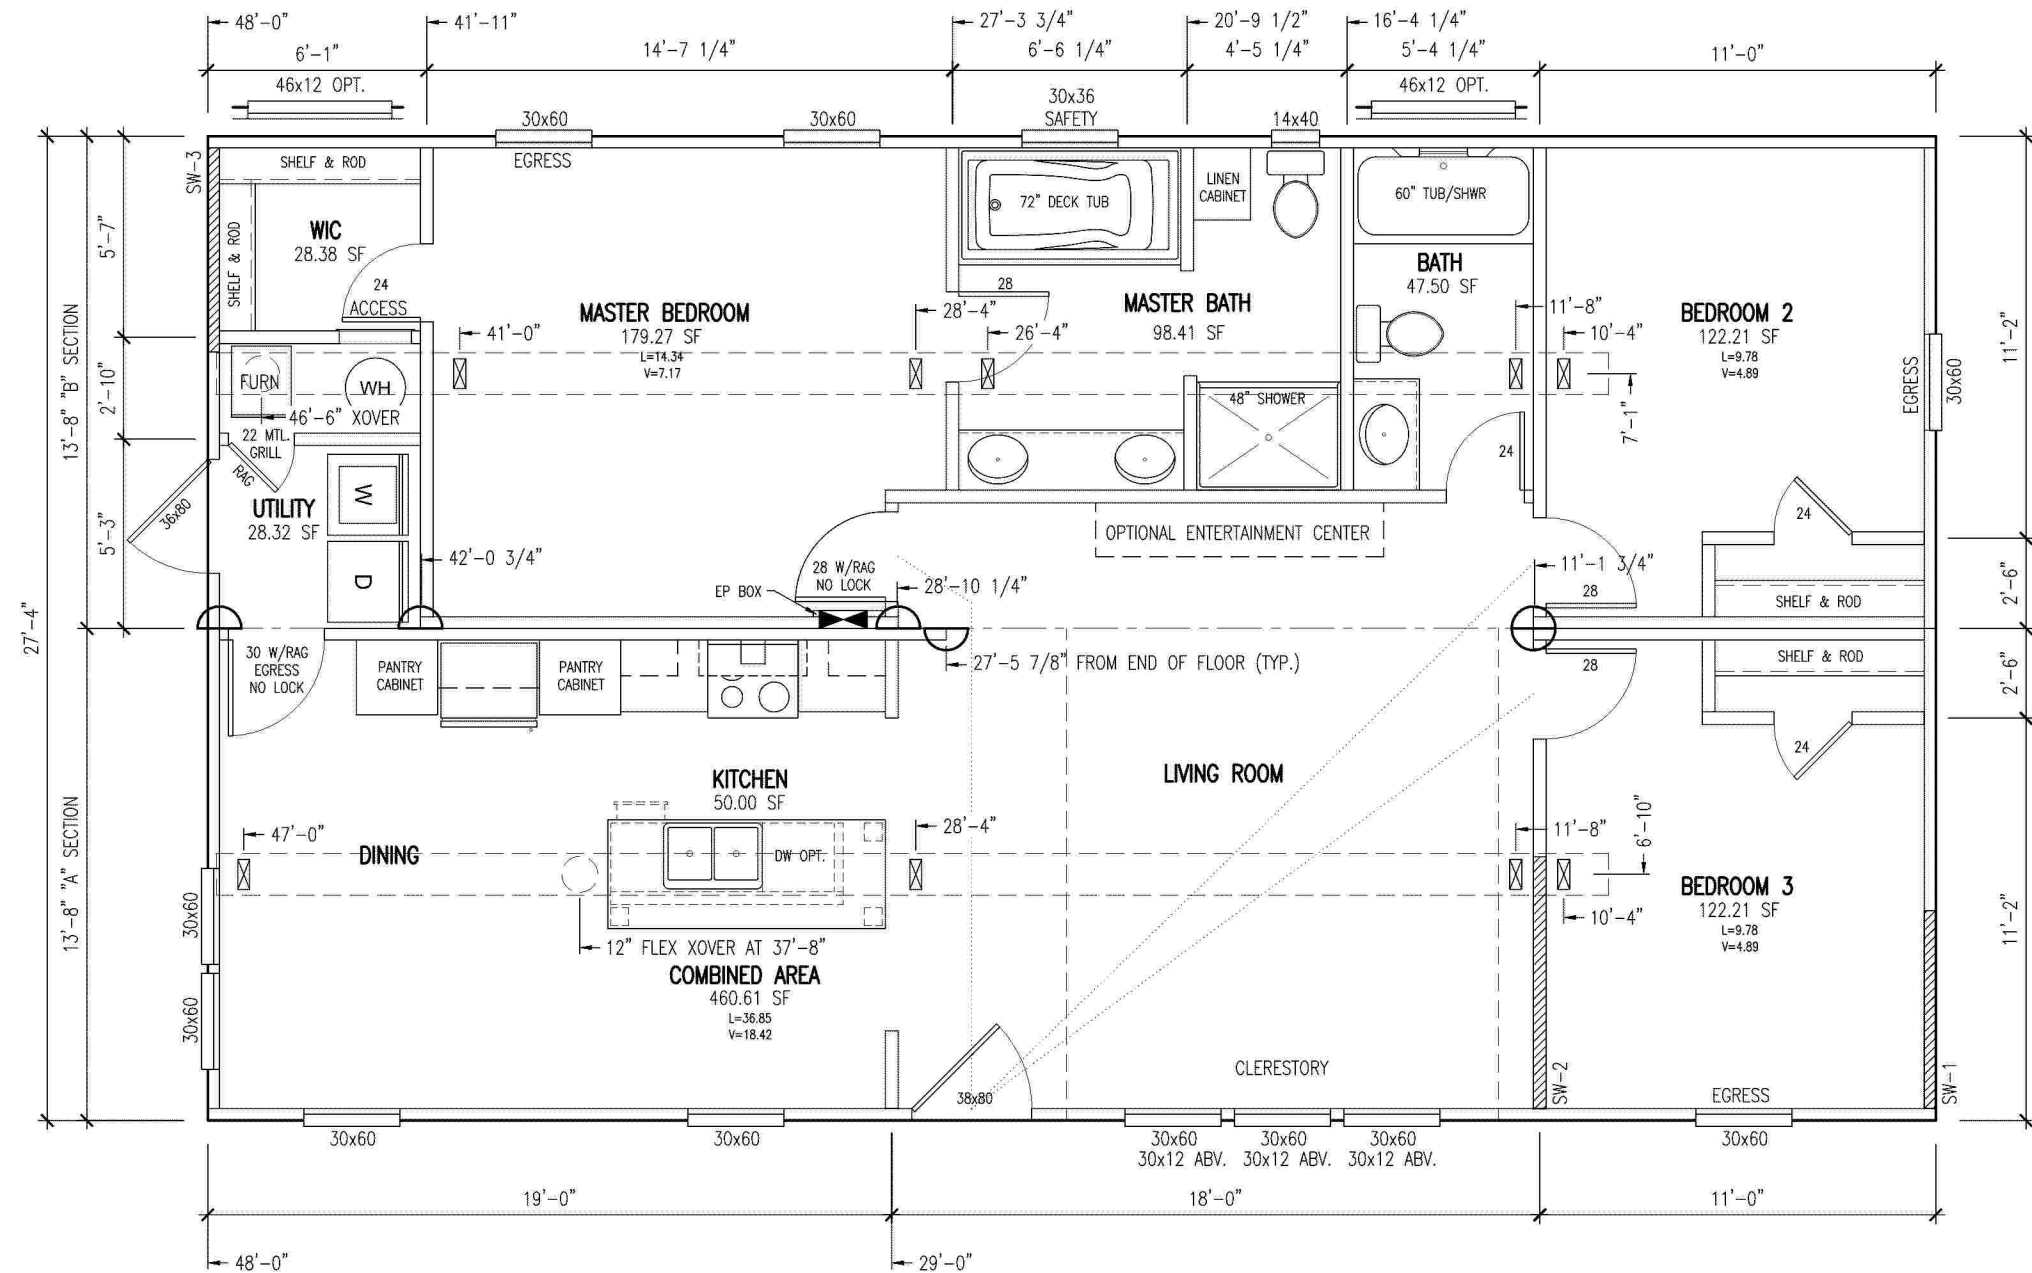 48'-0"
41'-11"
27'-3 3/4"
20'-9 1/2"
16'-4 1/4"
6'-1"
14'-7 1/4"
6'-6 1/4"
4'-5 1/4"
5'-4 1/4"
11'-0"
46x12 OPT.
46x12 OPT.
30x60
30x60
30x36
SAFETY
14x40
EGRESS
SW-3
SHELF & ROD
SHELF & ROD
WIC
28.38 SF
24
ACCESS
72" DECK TUB
LINEN
CABINET
60" TUB/SHWR
BATH
47.50 SF
28
MASTER BEDROOM
179.27 SF
L=14.34
V=7.17
MASTER BATH
98.41 SF
BEDROOM 2
122.21 SF
L=9.78
V=4.89
41'-0"
28'-4"
26'-4"
11'-8"
10'-4"
7'-1"
EGRESS
30x60
5'-7"
2'-10"
5'-3"
13'-8" "B" SECTION
13'-8" "A" SECTION
27'-4"
11'-2"
2'-6"
2'-6"
11'-2"
FURN
WH
46'-6" XOVER
22 MTL.
GRILL
RAG
36x80
UTILITY
28.32 SF
W
D
48" SHOWER
24
24
OPTIONAL ENTERTAINMENT CENTER
42'-0 3/4"
28 W/RAG
NO LOCK
EP BOX
28'-10 1/4"
11'-1 3/4"
28
SHELF & ROD
SHELF & ROD
28
24
30 W/RAG
EGRESS
NO LOCK
PANTRY
CABINET
PANTRY
CABINET
27'-5 7/8" FROM END OF FLOOR (TYP.)
KITCHEN
50.00 SF
LIVING ROOM
47'-0"
DINING
DW OPT.
28'-4"
11'-8"
6'-10"
10'-4"
BEDROOM 3
122.21 SF
L=9.78
V=4.89
30x60
30x60
12" FLEX XOVER AT 37'-8"
COMBINED AREA
460.61 SF
L=36.85
V=18.42
CLERESTORY
38x80
SW-2
SW-1
EGRESS
30x60
30x60
30x60
30x12 ABV.
30x60
30x12 ABV.
30x60
30x12 ABV.
30x60
19'-0"
18'-0"
11'-0"
48'-0"
29'-0"